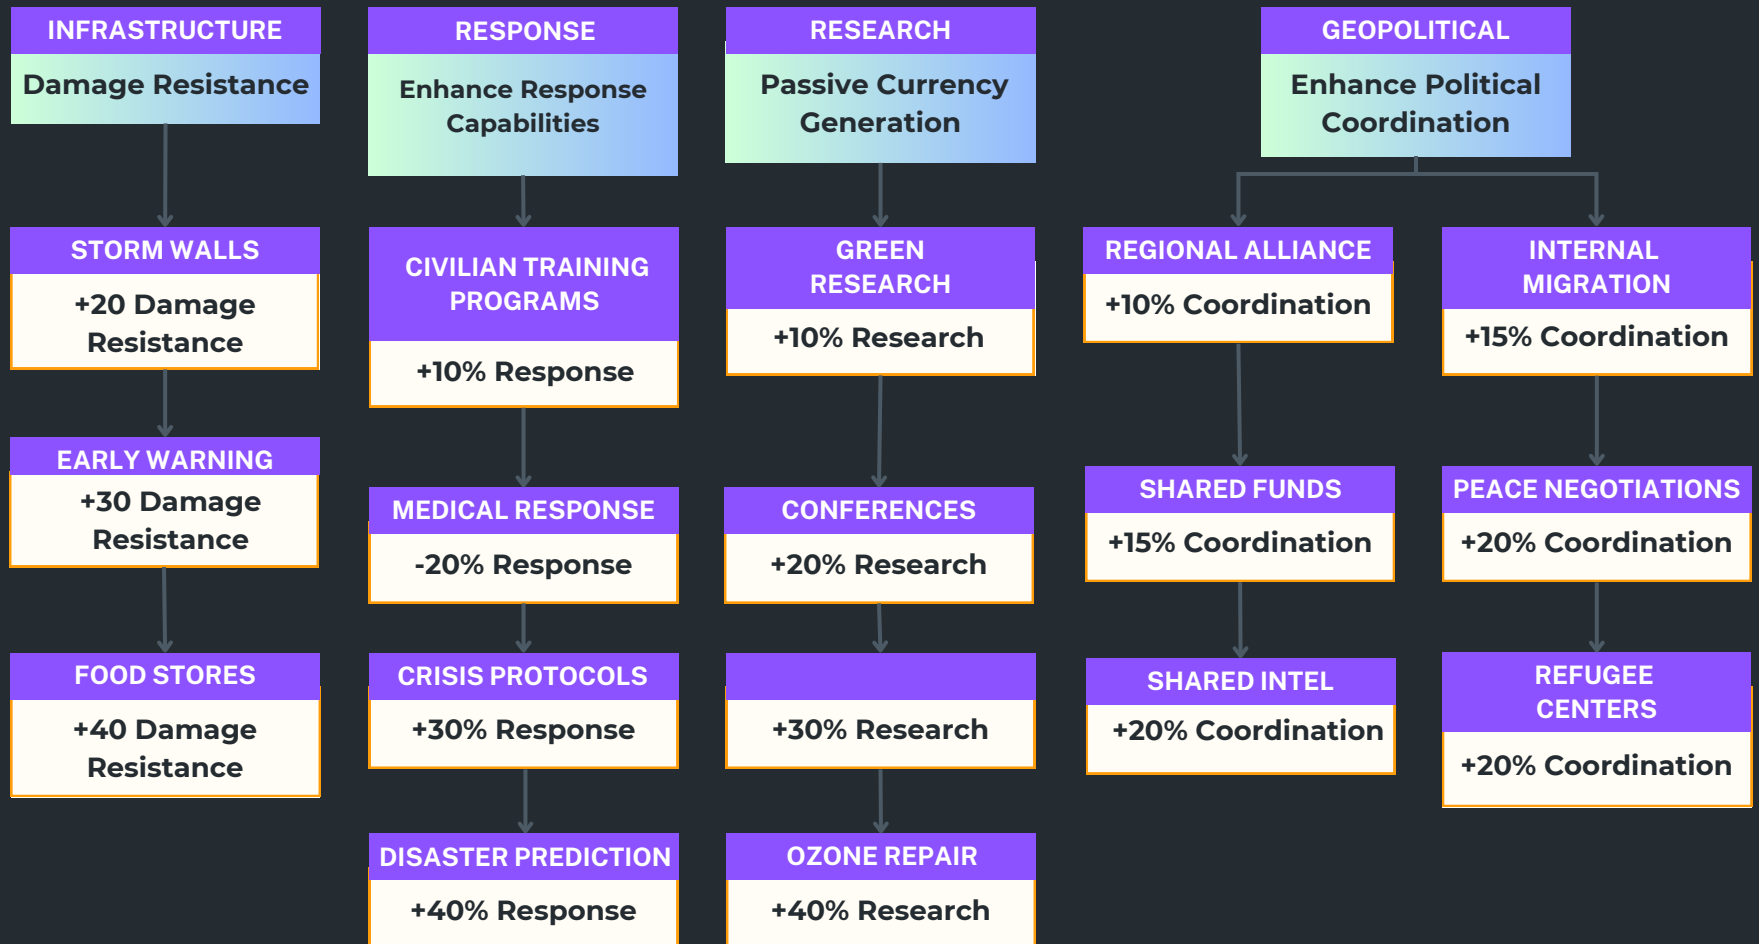 INFRASTRUCTURE
Damage Resistance
STORM WALLS
+20 Damage
Resistance
EARLY WARNING
+30 Damage
Resistance
FOOD STORES
+40 Damage
Resistance
RESPONSE
Enhance Response
Capabilities
CIVILIAN TRAINING
PROGRAMS
+10% Response
MEDICAL RESPONSE
-20% Response
CRISIS PROTOCOLS
+30% Response
DISASTER PREDICTION
+40% Response
RESEARCH
Passive Currency
Generation
GREEN
RESEARCH
+10% Research
CONFERENCES
+20% Research
+30% Research
OZONE REPAIR
+40% Research
GEOPOLITICAL
Enhance Political
Coordination
REGIONAL ALLIANCE
+10% Coordination
SHARED FUNDS
+15% Coordination
SHARED INTEL
+20% Coordination
INTERNAL
MIGRATION
+15% Coordination
PEACE NEGOTIATIONS
+20% Coordination
REFUGEE
CENTERS
+20% Coordination